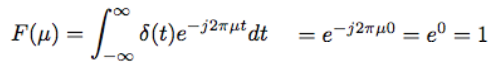 F(μ) = ∫_{-∞}^{∞} δ(t)e^{-j2πμt}dt = e^{-j2πμ0} = e^0 = 1